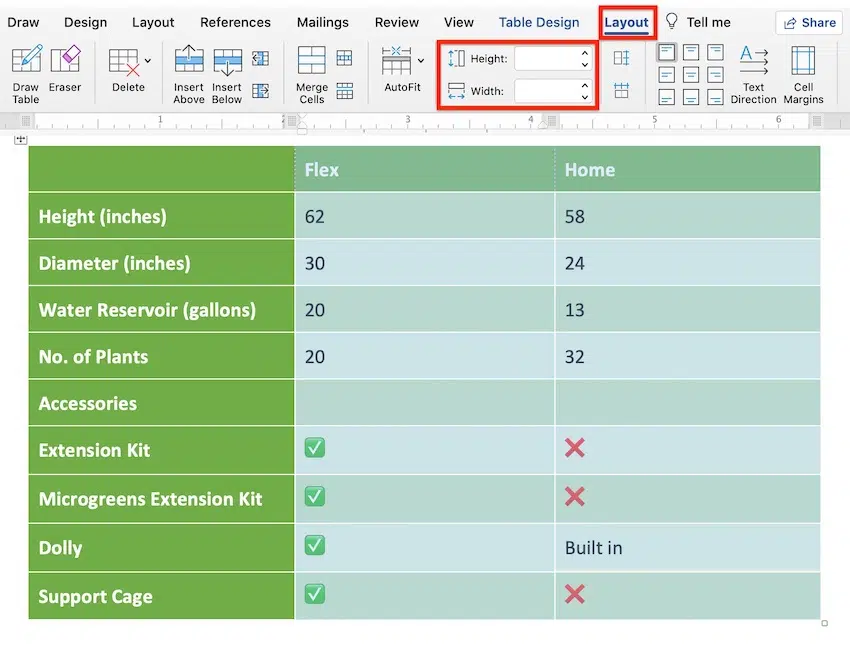 Draw Design Layout References Mailings Review View Table Design Layout Tell me Share
Height:
Draw Table Eraser Delete Insert Above Insert Below Merge Cells AutoFit Width: Text Direction Cell Margins
1 2 3 4 5 6
Flex Home
Height (inches) 62 58
Diameter (inches) 30 24
Water Reservoir (gallons) 20 13
No. of Plants 20 32
Accessories
Extension Kit ✅ ❌
Microgreens Extension Kit ✅ ❌
Dolly ✅ Built in
Support Cage ✅ ❌